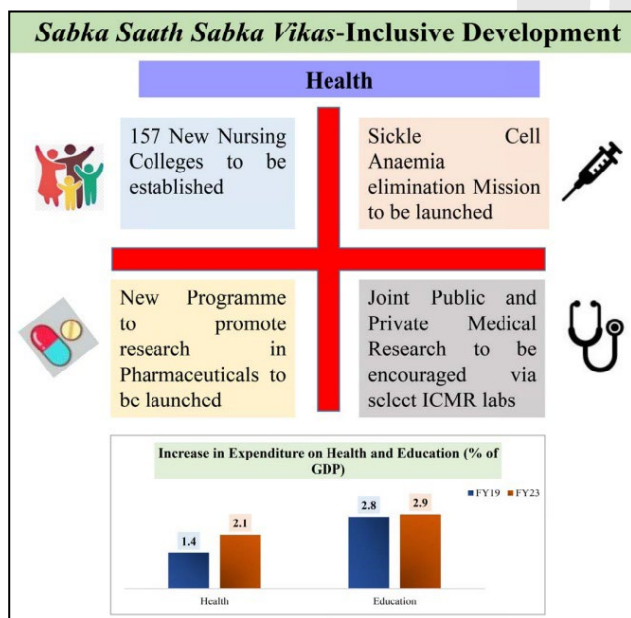 Sabka Saath Sabka Vikas-Inclusive Development
Health
157 New Nursing
Colleges to be
established
Sickle Cell
Anaemia
elimination Mission
to be launched
New Programme
to promote
research in
Pharmaceuticals to
be launched
Joint Public and
Private Medical
Research to be
encouraged via
select ICMR labs
Increase in Expenditure on Health and Education (% of
GDP)
FY19 FY23
1.4
2.1
2.8
2.9
Health
Education